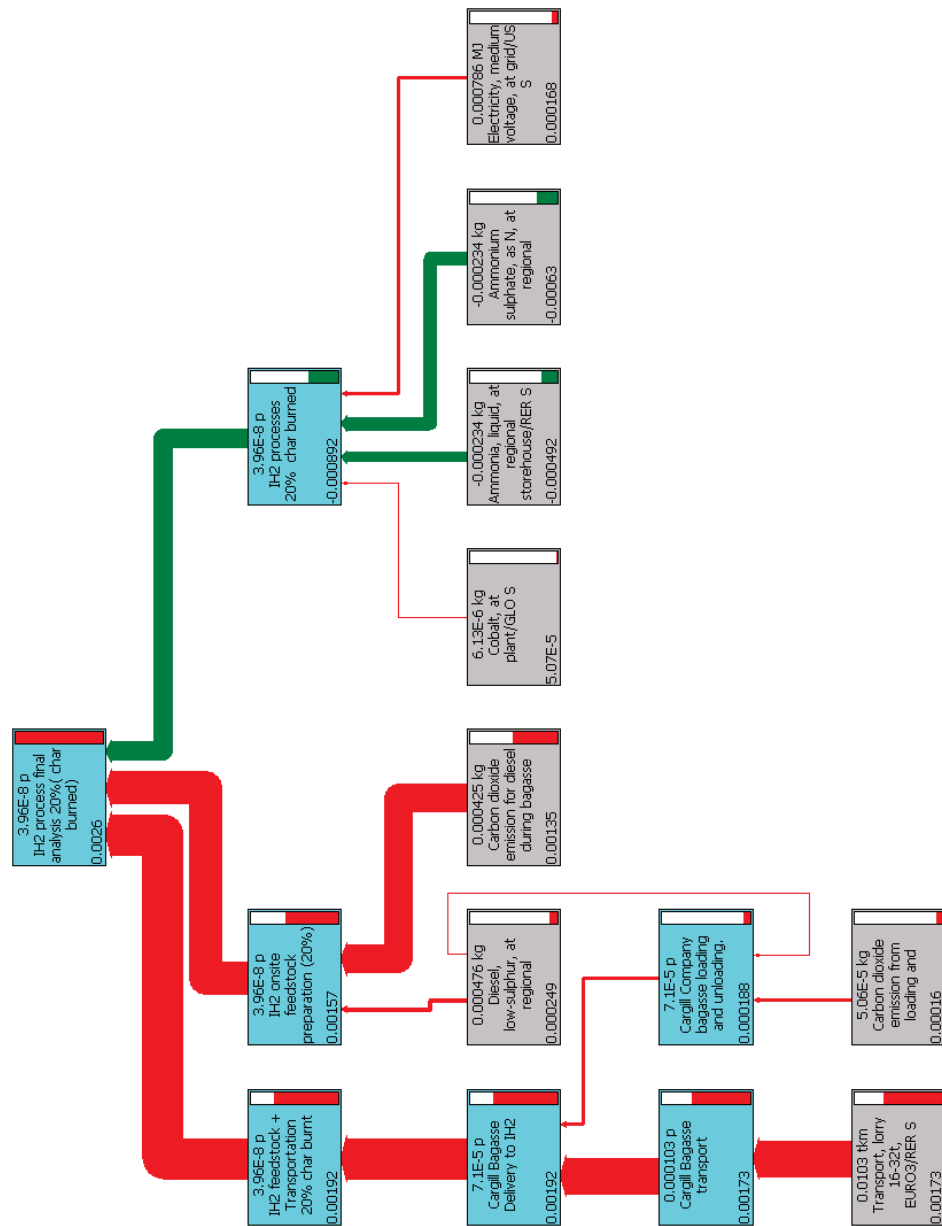 3.96E-8 p
IH2 process final
analysis 20%( char
burned)
0.0026
3.96E-8 p
IH2 feedstock +
Transportation
20% char burnt
0.00192
3.96E-8 p
IH2 onsite
feedstock
preparation (20%)
0.00157
3.96E-8 p
IH2 processes
20%  char burned
-0.000892
7.1E-5 p
Cargill Bagasse
Delivery to IH2
0.00192
0.000476 kg
Diesel,
low-sulphur, at
regional
0.000249
0.000425 kg
Carbon dioxide
emission for diesel
during bagasse
0.00135
6.13E-6 kg
Cobalt, at
plant/GLO S
5.07E-5
-0.000234 kg
Ammonia, liquid, at
regional
storehouse/RER S
-0.000492
-0.000234 kg
Ammonium
sulphate, as N, at
regional
-0.00063
0.000786 MJ
Electricity, medium
voltage, at grid/US
S
0.000168
0.000103 p
Cargill Bagasse
transport
0.00173
7.1E-5 p
Cargill Company
bagasse loading
and unloading,
0.000188
0.0103 tkm
Transport, lorry
16-32t,
EURO3/RER S
0.00173
5.06E-5 kg
Carbon dioxide
emission from
loading and
0.00016